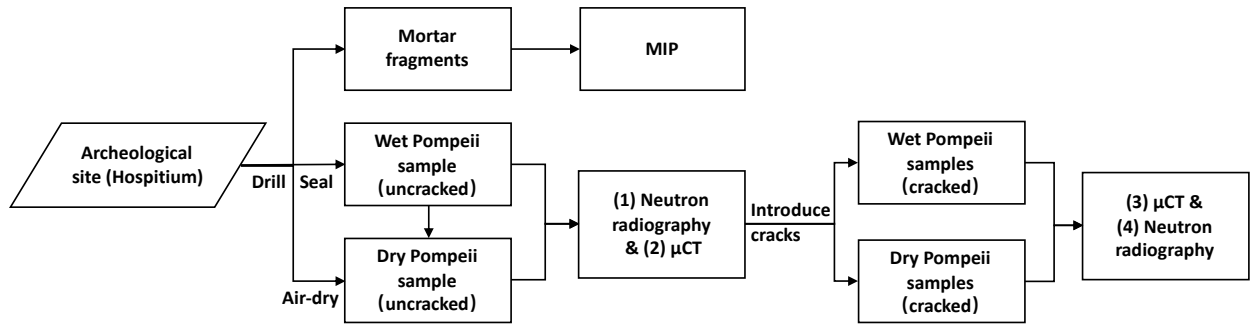 Mortar
fragments
MIP
Archeological
site (Hospitium)
Drill
Seal
Air-dry
Wet Pompeii
sample
(uncracked)
Dry Pompeii
sample
(uncracked)
(1) Neutron
radiography
& (2) µCT
Introduce
cracks
Wet Pompeii
samples
(cracked)
Dry Pompeii
samples
(cracked)
(3) µCT &
(4) Neutron
radiography